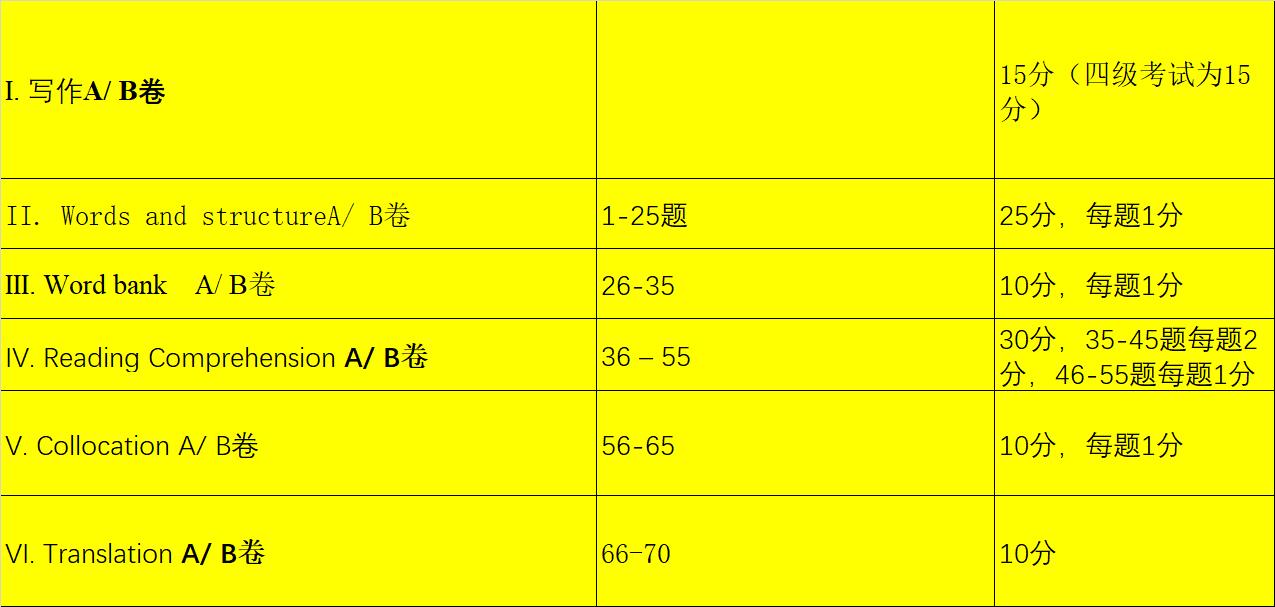 I. 写作A/ B卷
15分（四级考试为15
分）
II. Words and structureA/ B卷
1-25题
25分，每题1分
III. Word bank A/ B卷
26-35
10分，每题1分
IV. Reading Comprehension A/ B卷
36 – 55
30分，35-45题每题2
分，46-55题每题1分
V. Collocation A/ B卷
56-65
10分，每题1分
VI. Translation A/ B卷
66-70
10分